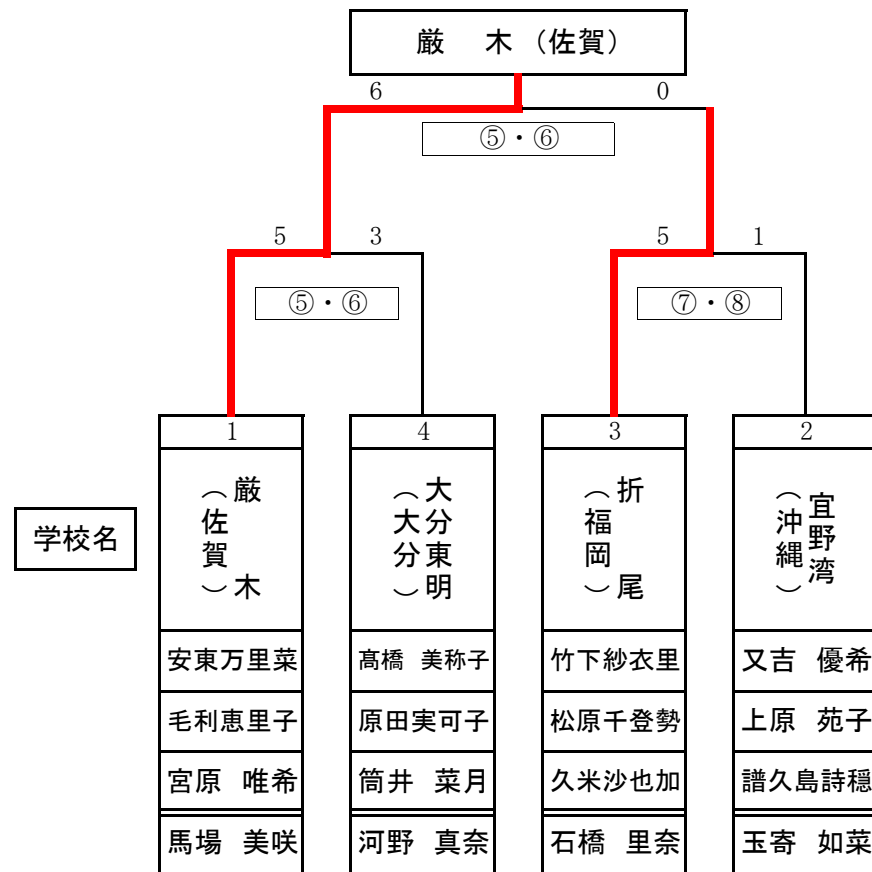 厳 木（佐賀）
6 0
⑤・⑥
5 3 5 1
⑤・⑥ ⑦・⑧
1 4 3 2
学校名
厳木
（佐賀）
大分東明
（大分）
折尾
（福岡）
宜野湾
（沖縄）
安東万里菜 髙橋 美称子 竹下紗衣里 又吉 優希
毛利恵里子 原田実可子 松原千登勢 上原 苑子
宮原 唯希 筒井 菜月 久米沙也加 譜久島詩穏
馬場 美咲 河野 真奈 石橋 里奈 玉寄 如菜